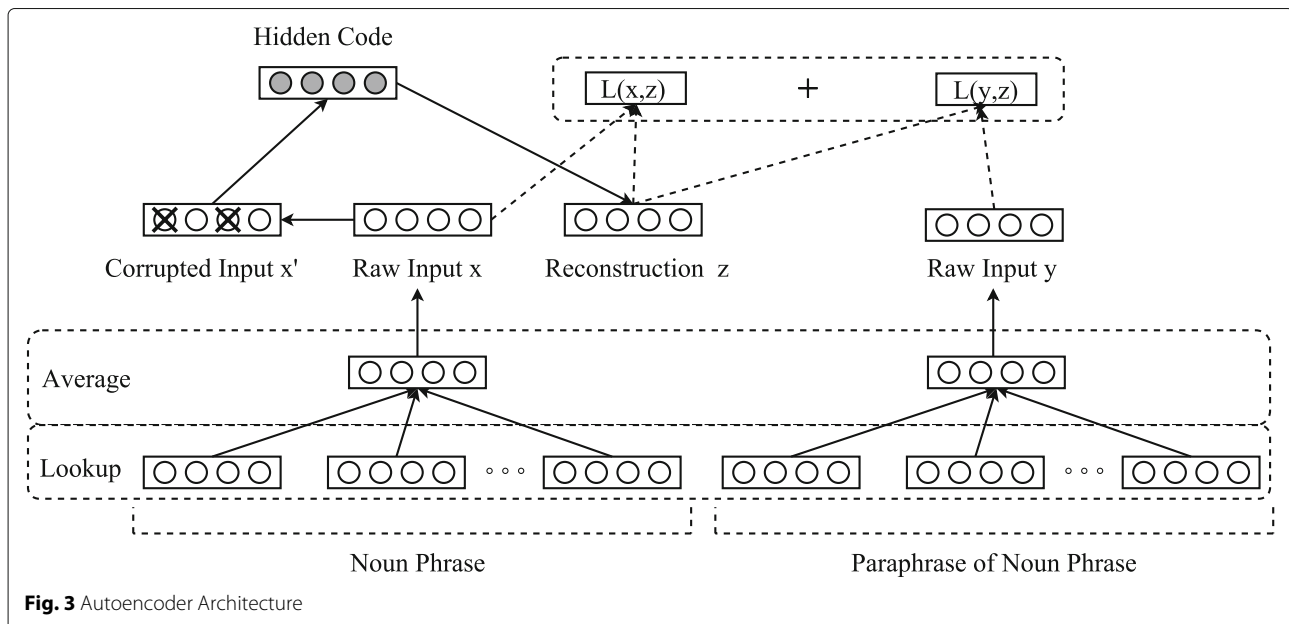 Hidden Code
L(x,z) + L(y,z)
Corrupted Input x' Raw Input x Reconstruction z Raw Input y
Average
Lookup
Noun Phrase Paraphrase of Noun Phrase
Fig. 3 Autoencoder Architecture